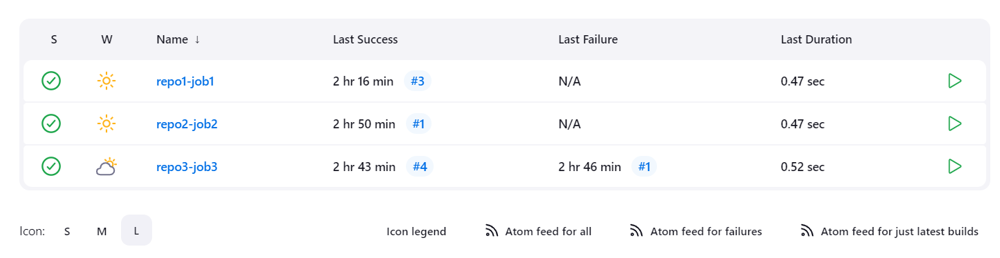 S W Name ↓ Last Success Last Failure Last Duration
repo1-job1 2 hr 16 min #3 N/A 0.47 sec
repo2-job2 2 hr 50 min #1 N/A 0.47 sec
repo3-job3 2 hr 43 min #4 2 hr 46 min #1 0.52 sec
Icon: S M L Icon legend Atom feed for all Atom feed for failures Atom feed for just latest builds